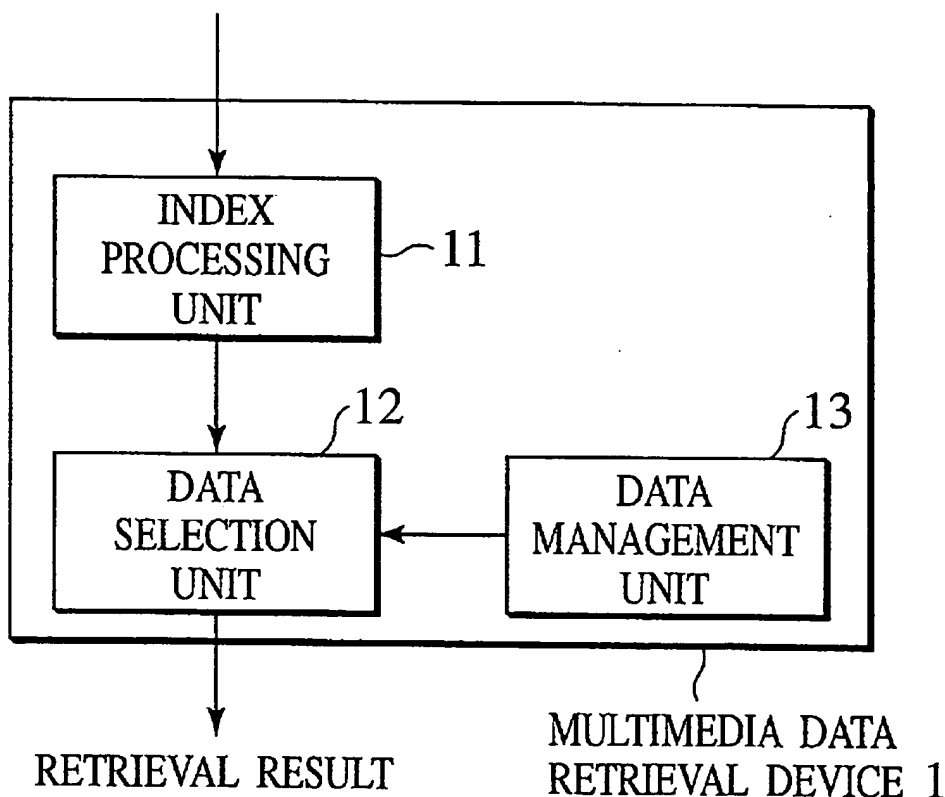 INDEX
PROCESSING
UNIT
11
12
13
DATA
SELECTION
UNIT
DATA
MANAGEMENT
UNIT
RETRIEVAL RESULT
MULTIMEDIA DATA
RETRIEVAL DEVICE 1